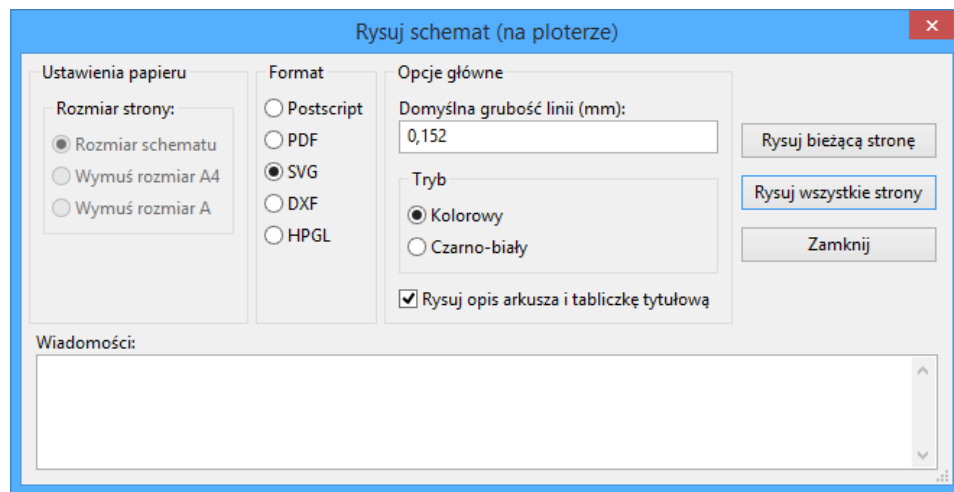 Rysuj schemat (na ploterze)
Ustawienia papieru
Rozmiar strony:
Rozmiar schematu
Wymuś rozmiar A4
Wymuś rozmiar A
Format
Postscript
PDF
SVG
DXF
HPGL
Opcje główne
Domyślna grubość linii (mm):
0,152
Tryb
Kolorowy
Czarno-biały
Rysuj opis arkusza i tabliczkę tytułową
Rysuj bieżącą stronę
Rysuj wszystkie strony
Zamknij
Wiadomości: